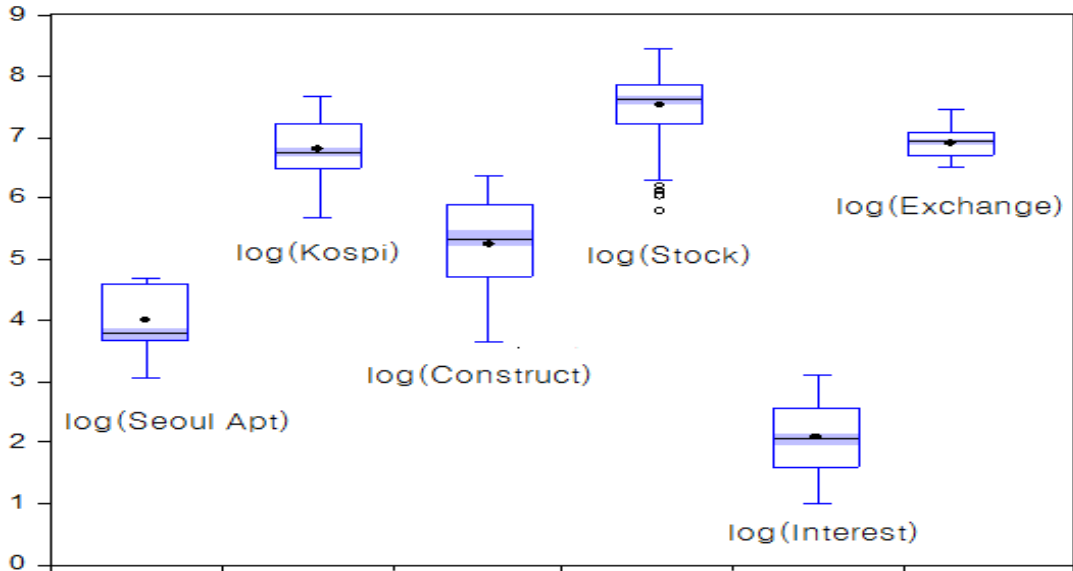 9
8
7
6
5
4
3
2
1
0
log(Seoul Apt)
log(Kospi)
log(Construct)
log(Stock)
log(Interest)
log(Exchange)